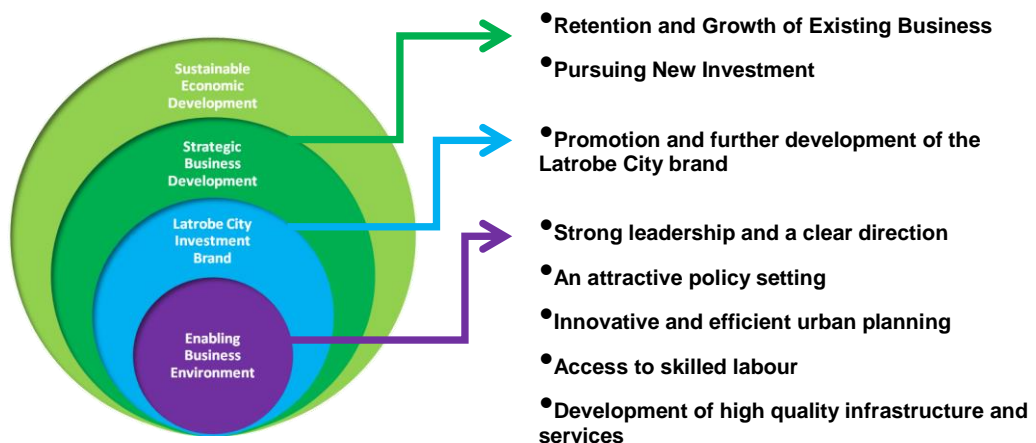 Sustainable
Economic
Development
Strategic
Business
Development
Latrobe City
Investment
Brand
Enabling
Business
Environment
•Retention and Growth of Existing Business
•Pursuing New Investment
•Promotion and further development of the
Latrobe City brand
•Strong leadership and a clear direction
•An attractive policy setting
•Innovative and efficient urban planning
•Access to skilled labour
•Development of high quality infrastructure and
services